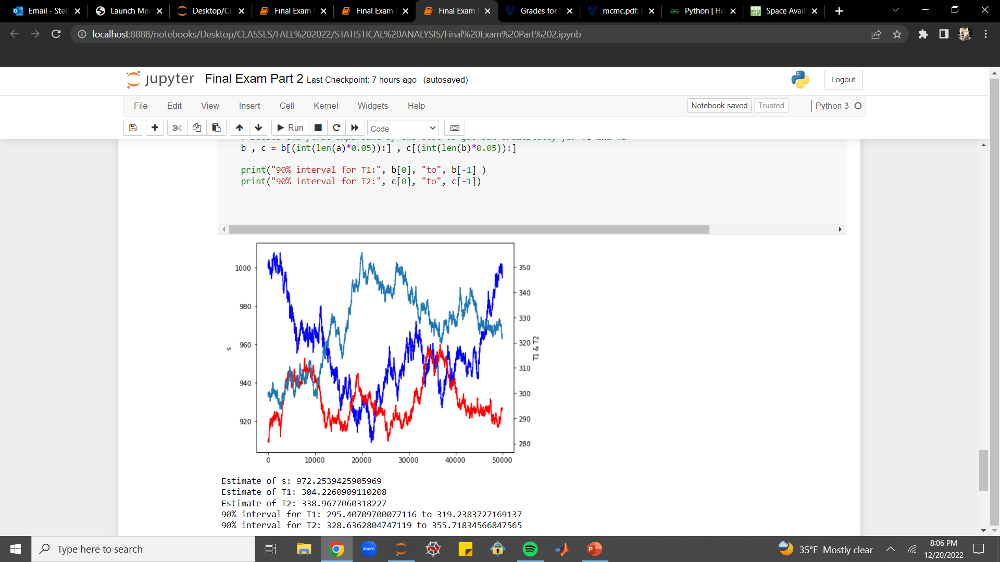 Email - Stell
Launch Mee
Desktop/CL
Final Exam
Final Exam
Final Exam
Grades for
mcmc.pdf:
Python | Ho
Space Avail
localhost:8888/notebooks/Desktop/CLASSES/FALL%202022/STATISTICAL%20ANALYSIS/Final%20Exam%20Part%202.ipynb
jupyter Final Exam Part 2 Last Checkpoint: 7 hours ago (autosaved)
Logout
File Edit View Insert Cell Kernel Widgets Help
Notebook saved Trusted Python 3
Run Code
b , c = b[(int(len(a)*0.05)):] , c[(int(len(b)*0.05)):]
print("90% interval for T1:", b[0], "to", b[-1] )
print("90% interval for T2:", c[0], "to", c[-1])
1000
980
960
940
920
s
350
340
330
320
310
300
290
280
T1 & T2
0 10000 20000 30000 40000 50000
Estimate of s: 972.2539425905969
Estimate of T1: 304.2260909110208
Estimate of T2: 338.9677060318227
90% interval for T1: 295.40709700077116 to 319.2383727169137
90% interval for T2: 328.6362804747119 to 355.71834566847565
Type here to search
zoom
35°F Mostly clear
8:06 PM
12/20/2022